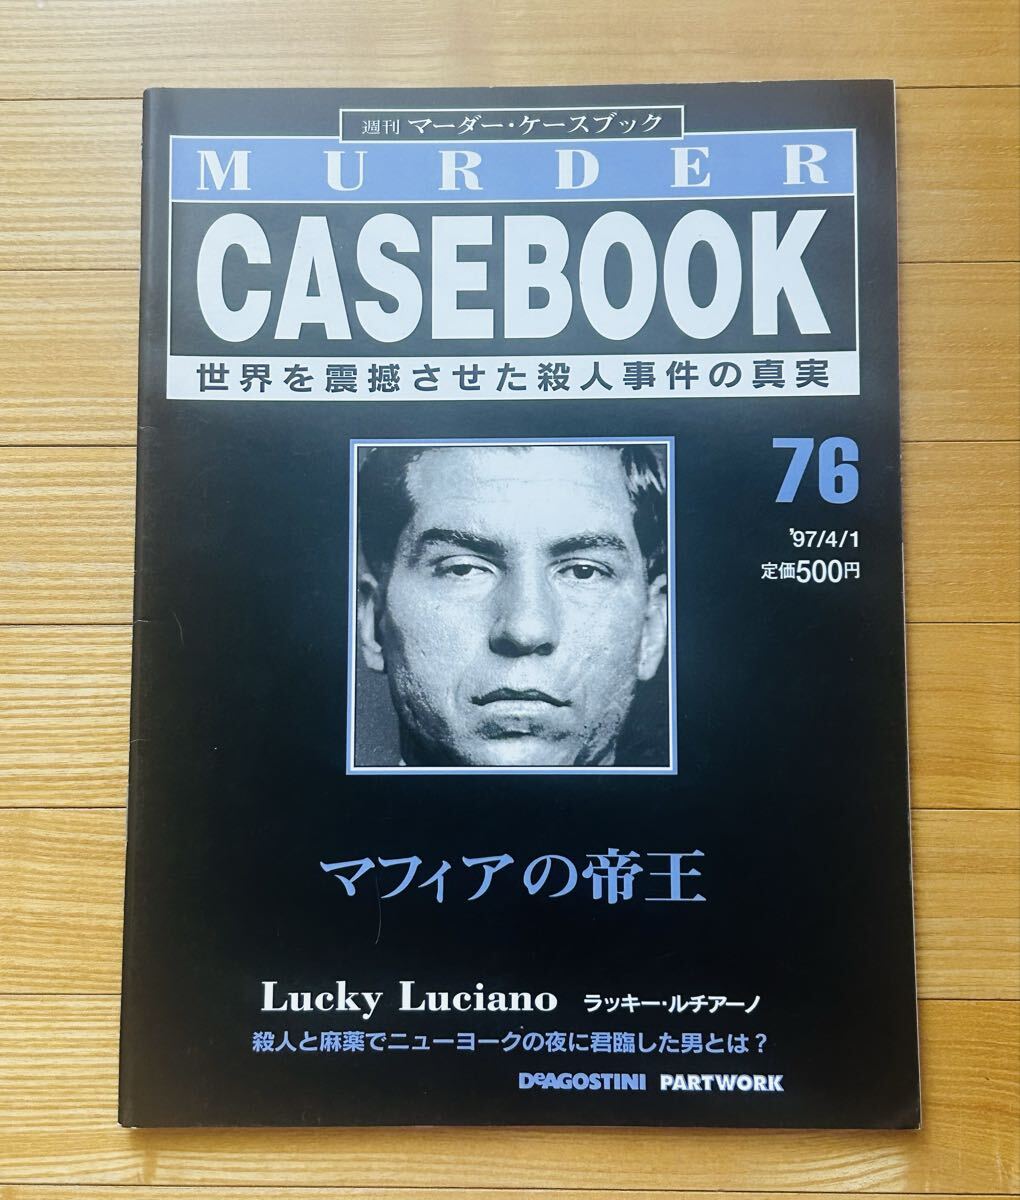 週刊 マーダー・ケースブック
MURDER
CASEBOOK
世界を震撼させた殺人事件の真実
76
'97/4/1
定価500円
マフィアの帝王
Lucky Luciano ラッキー・ルチアーノ
殺人と麻薬でニューヨークの夜に君臨した男とは?
DeAGOSTINI PARTWORK